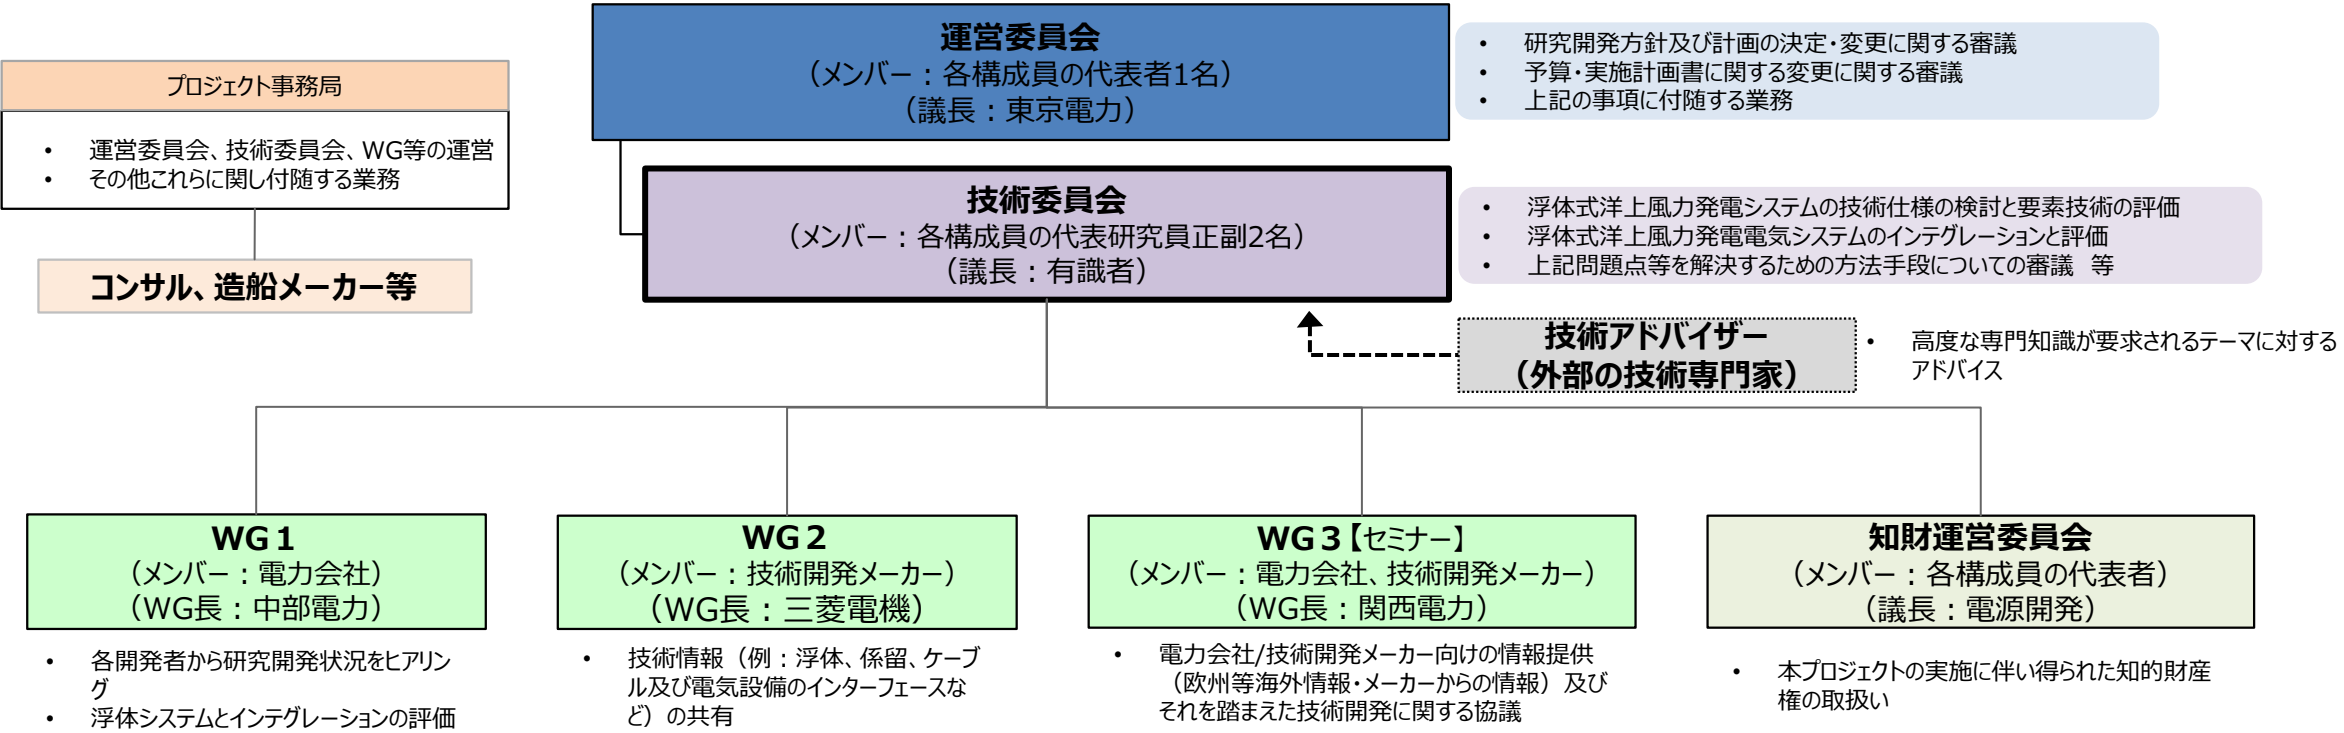 運営委員会
（メンバー：各構成員の代表者1名）
（議長：東京電力）
• 研究開発方針及び計画の決定・変更に関する審議
• 予算・実施計画書に関する変更に関する審議
• 上記の事項に付随する業務
プロジェクト事務局
• 運営委員会、技術委員会、WG等の運営
• その他これらに関し付随する業務
コンサル、造船メーカー等
技術委員会
（メンバー：各構成員の代表研究員正副2名）
（議長：有識者）
• 浮体式洋上風力発電システムの技術仕様の検討と要素技術の評価
• 浮体式洋上風力発電電気システムのインテグレーションと評価
• 上記問題点等を解決するための方法手段についての審議 等
技術アドバイザー
（外部の技術専門家）
• 高度な専門知識が要求されるテーマに対する
アドバイス
WG１
（メンバー：電力会社）
（WG長：中部電力）
• 各開発者から研究開発状況をヒアリン
グ
• 浮体システムとインテグレーションの評価
WG２
（メンバー：技術開発メーカー）
（WG長：三菱電機）
• 技術情報（例：浮体、係留、ケーブ
ル及び電気設備のインターフェースな
ど）の共有
WG３【セミナー】
（メンバー：電力会社、技術開発メーカー）
（WG長：関西電力）
• 電力会社/技術開発メーカー向けの情報提供
（欧州等海外情報・メーカーからの情報）及び
それを踏まえた技術開発に関する協議
知財運営委員会
（メンバー：各構成員の代表者）
（議長：電源開発）
• 本プロジェクトの実施に伴い得られた知的財産
権の取扱い